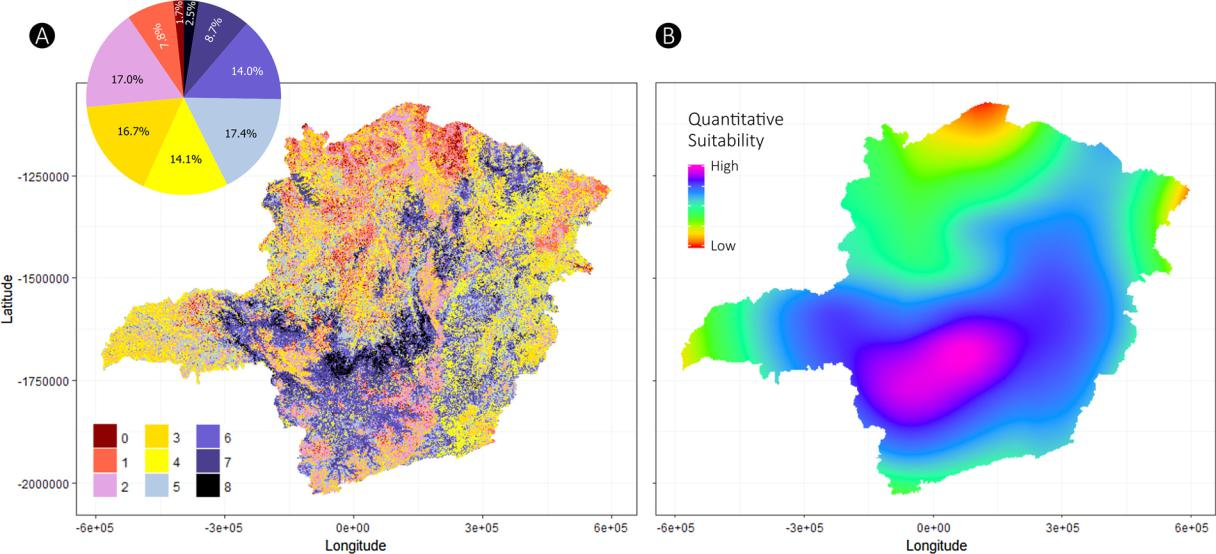 A
1.7%
2.5%
8.7%
14.0%
17.4%
14.1%
16.7%
17.0%
7.8%
Latitude
-1250000
-1500000
-1750000
-2000000
0 3 6
1 4 7
2 5 8
-6e+05 -3e+05 0e+00 3e+05 6e+05
Longitude
B
Quantitative
Suitability
High
Low
-6e+05 -3e+05 0e+00 3e+05 6e+05
Longitude